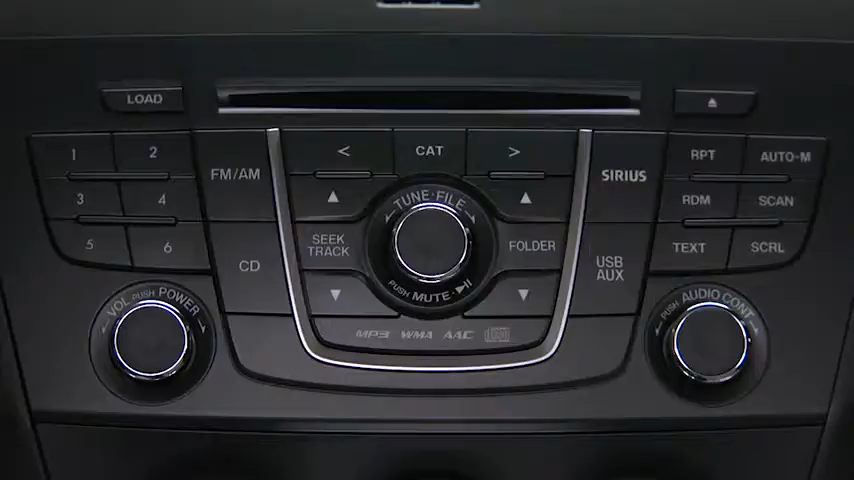 LOAD
1 2
3 4
5 6
FM/AM
CD
< CAT >
TUNE·FILE
SEEK
TRACK
FOLDER
PUSH MUTE·
MP3 WMA AAC
SIRIUS
USB
AUX
RPT AUTO-M
RDM SCAN
TEXT SCRL
VOL PUSH POWER
PUSH AUDIO CONT